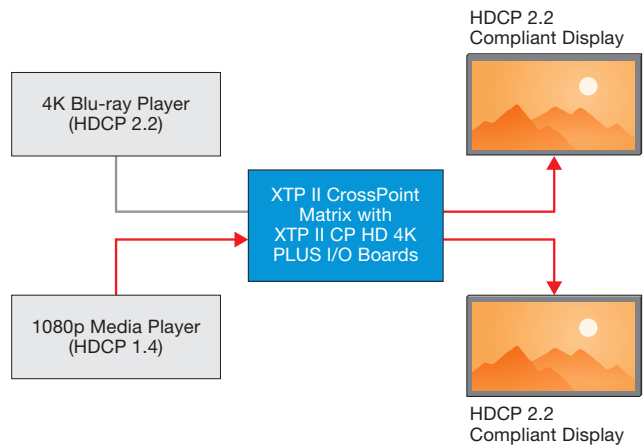 HDCP 2.2
Compliant Display
4K Blu-ray Player
(HDCP 2.2)
XTP II CrossPoint
Matrix with
XTP II CP HD 4K
PLUS I/O Boards
1080p Media Player
(HDCP 1.4)
HDCP 2.2
Compliant Display